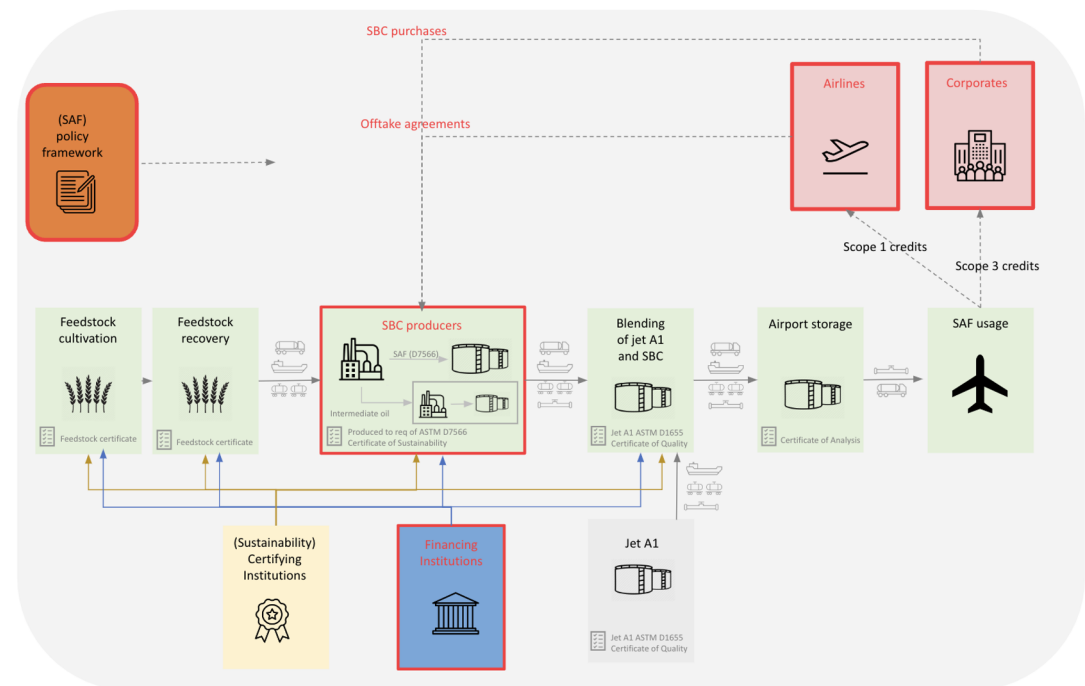 SBC purchases
Airlines
Corporates
(SAF)
policy
framework
Offtake agreements
Scope 1 credits
Scope 3 credits
Feedstock
cultivation
Feedstock certificate
Feedstock
recovery
Feedstock certificate
SBC producers
SAF (D7566)
Intermediate oil
Produced to req of ASTM D7566
Certificate of Sustainability
Blending
of jet A1
and SBC
Jet A1 ASTM D1655
Certificate of Quality
Airport storage
Certificate of Analysis
SAF usage
(Sustainability)
Certifying
Institutions
Financing
Institutions
Jet A1
Jet A1 ASTM D1655
Certificate of Quality